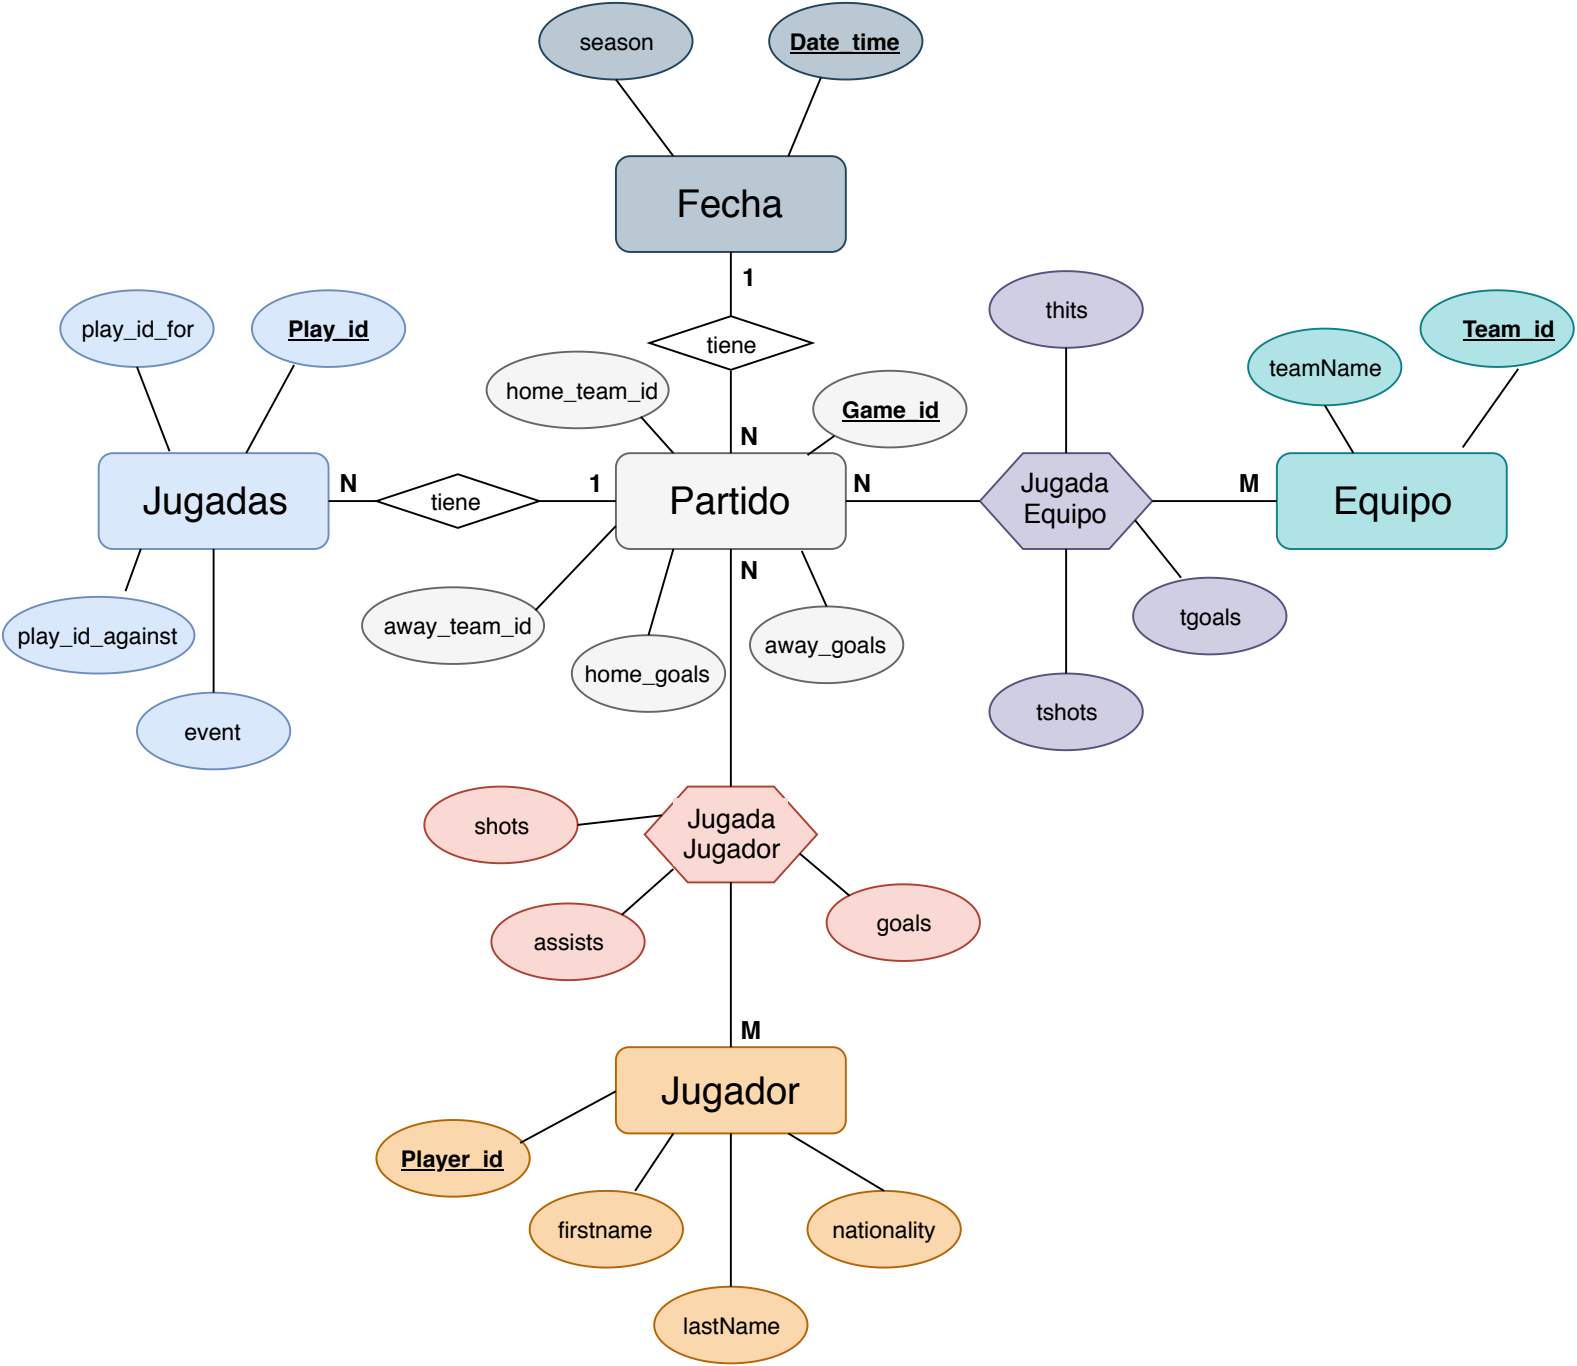 season
Date_time
Fecha
1
tiene
N
play_id_for
Play_id
Jugadas
N
tiene
1
play_id_against
event
home_team_id
Game_id
Partido
N
N
away_team_id
home_goals
away_goals
thits
Jugada
Equipo
M
tgoals
tshots
teamName
Team_id
Equipo
shots
Jugada
Jugador
assists
goals
M
Jugador
Player_id
firstname
nationality
lastName